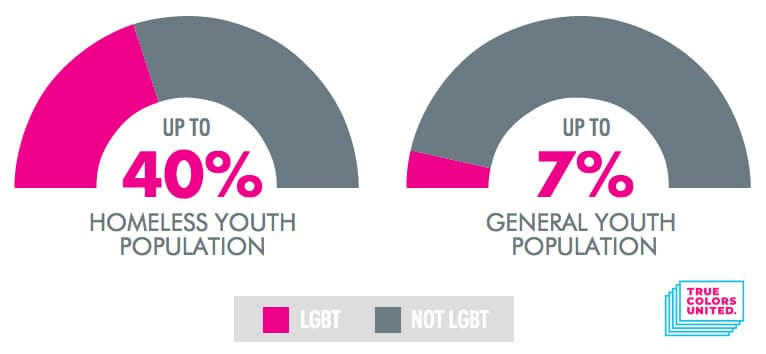 UP TO
40%
HOMELESS YOUTH
POPULATION
UP TO
7%
GENERAL YOUTH
POPULATION
LGBT
NOT LGBT
TRUE
COLORS
UNITED.